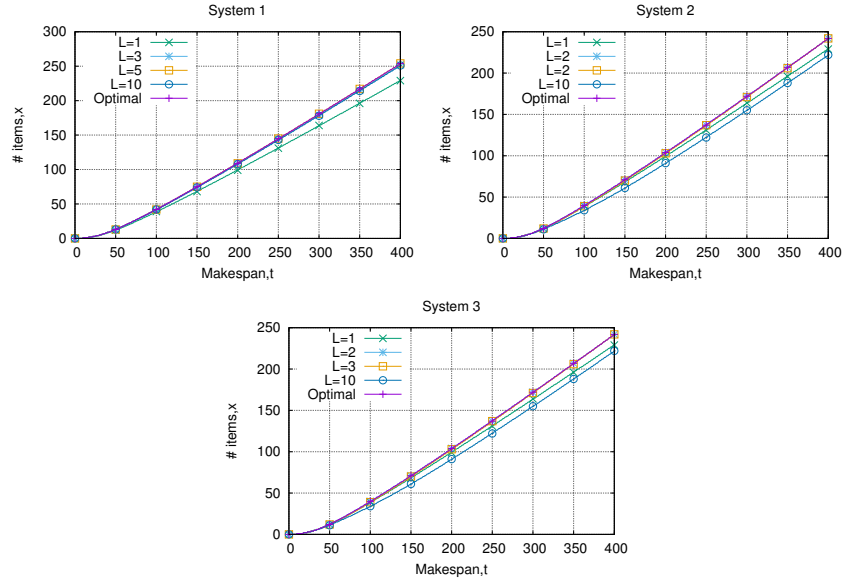 System 1
300
250
200
150
100
50
0
# items,x
0 50 100 150 200 250 300 350 400
Makespan,t
L=1
L=3
L=5
L=10
Optimal
System 2
250
200
150
100
50
0
# items,x
0 50 100 150 200 250 300 350 400
Makespan,t
L=1
L=2
L=2
L=10
Optimal
System 3
250
200
150
100
50
0
# items,x
0 50 100 150 200 250 300 350 400
Makespan,t
L=1
L=2
L=3
L=10
Optimal